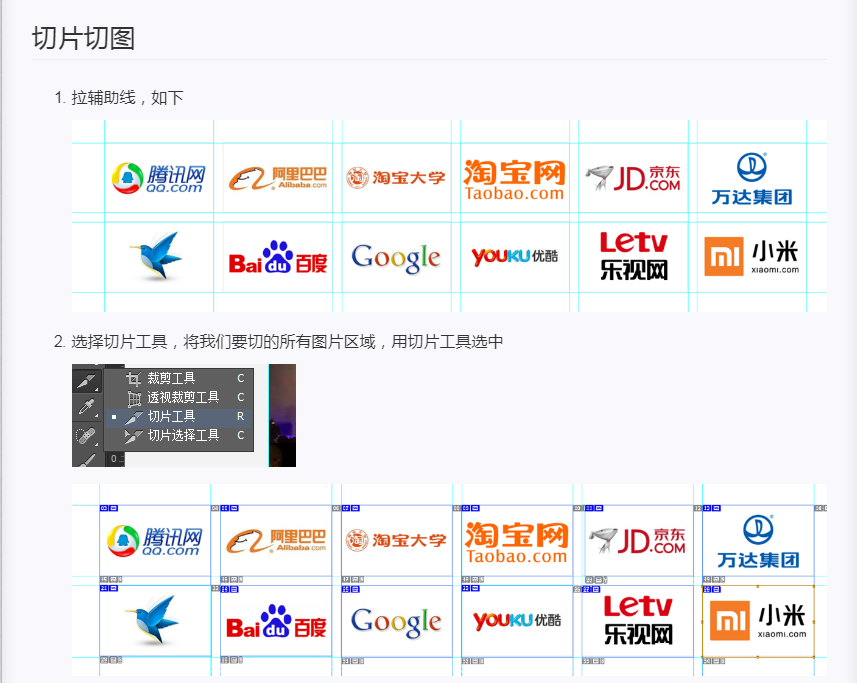 切片切图
1. 拉辅助线，如下
腾讯网 QQ.com
阿里巴巴 Alibaba.com
淘宝大学
淘宝网 Taobao.com
JD 京东 .COM
万达集团
Bai du 百度
Google
YOUKU 优酷
Letv 乐视网
mi 小米 xiaomi.com
2. 选择切片工具，将我们要切的所有图片区域，用切片工具选中
裁剪工具 C
透视裁剪工具 C
切片工具 R
切片选择工具 C
0
腾讯网 QQ.com
阿里巴巴 Alibaba.com
淘宝大学
淘宝网 Taobao.com
JD 京东 .COM
万达集团
Bai du 百度
Google
YOUKU 优酷
Letv 乐视网
mi 小米 xiaomi.com